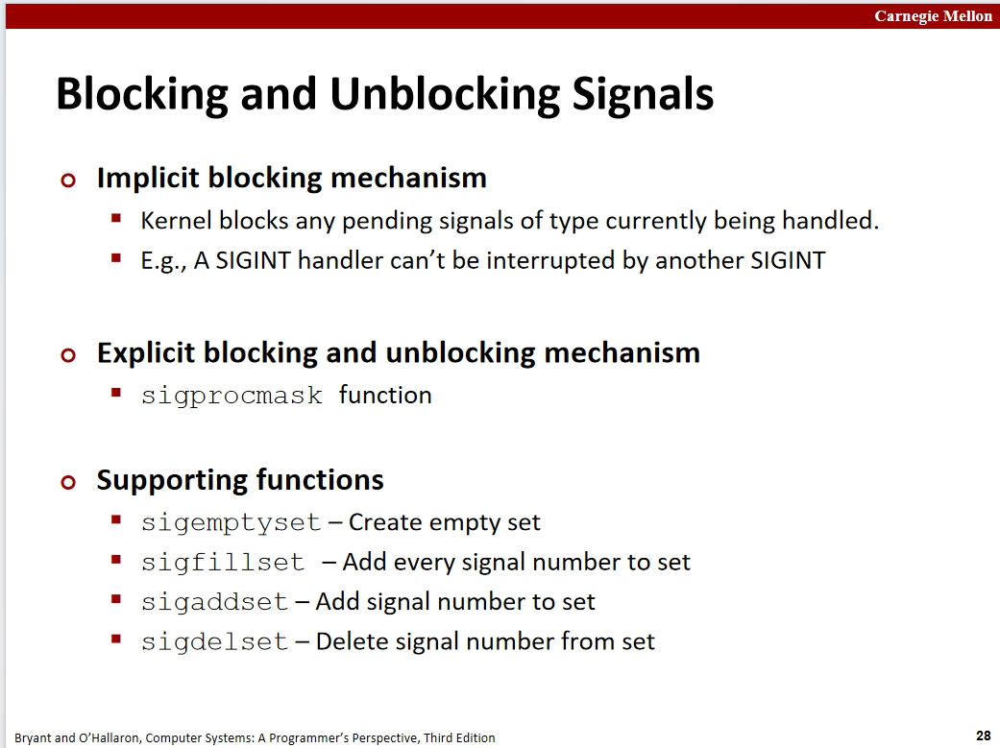 Carnegie Mellon
Blocking and Unblocking Signals
Implicit blocking mechanism
Kernel blocks any pending signals of type currently being handled.
E.g., A SIGINT handler can’t be interrupted by another SIGINT
Explicit blocking and unblocking mechanism
sigprocmask function
Supporting functions
sigemptyset – Create empty set
sigfillset – Add every signal number to set
sigaddset – Add signal number to set
sigdelset – Delete signal number from set
Bryant and O’Hallaron, Computer Systems: A Programmer’s Perspective, Third Edition
28